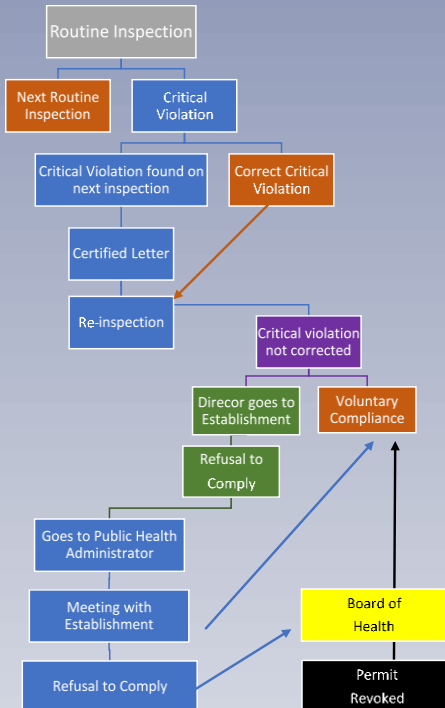 Routine Inspection
Next Routine
Inspection
Critical
Violation
Critical Violation found on
next inspection
Correct Critical
Violation
Certified Letter
Re-inspection
Critical violation
not corrected
Direcor goes to
Establishment
Voluntary
Compliance
Refusal to
Comply
Goes to Public Health
Administrator
Meeting with
Establishment
Board of
Health
Refusal to Comply
Permit
Revoked